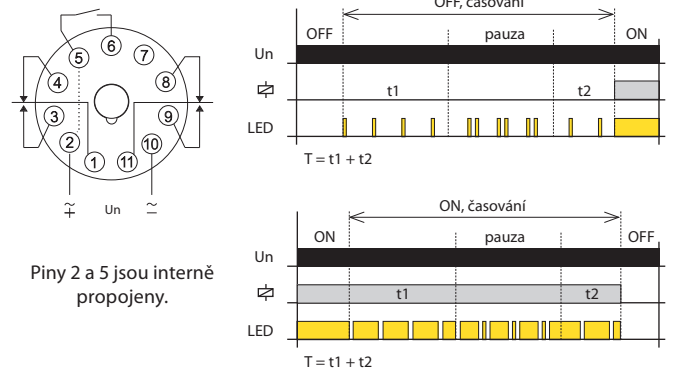 6
5
7
4
8
3
9
2
10
1
11
Un
Piny 2 a 5 jsou interně
propojeny.
OFF, časování
OFF
pauza
ON
Un
t1
t2
LED
T = t1 + t2
ON, časování
ON
pauza
OFF
Un
t1
t2
LED
T = t1 + t2